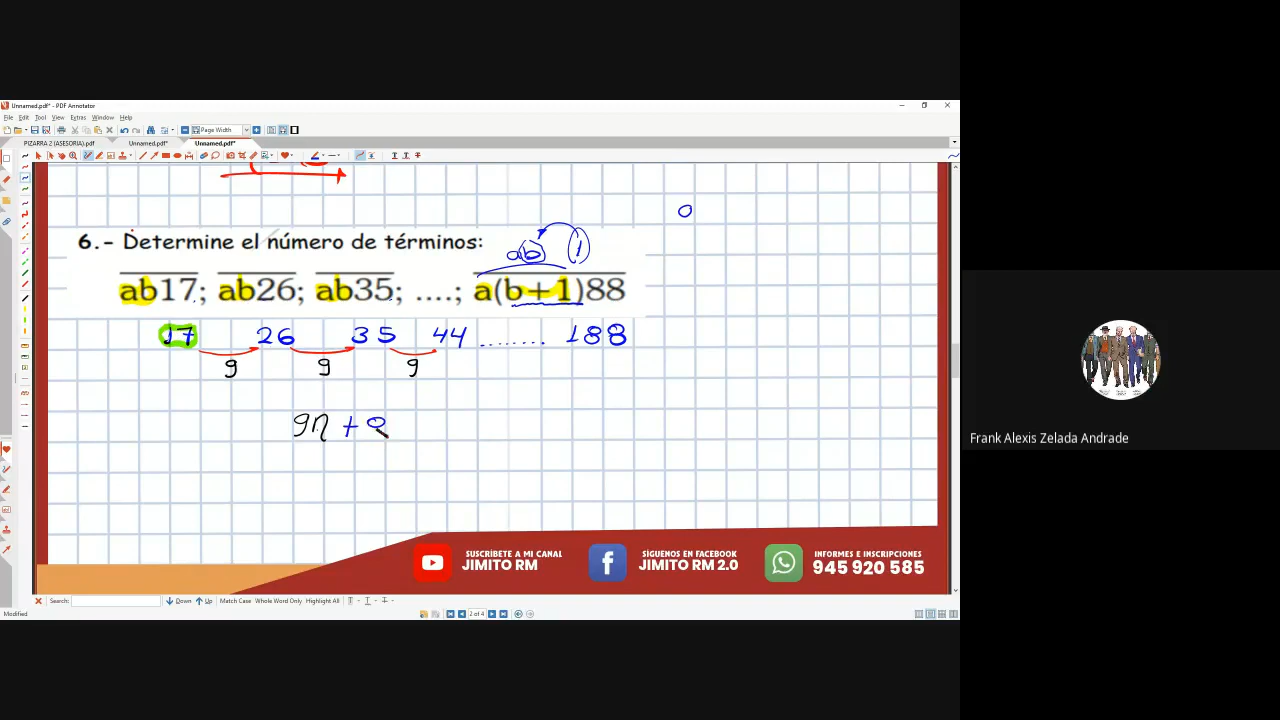 Unnamed.pdf* - PDF Annotator
File Edit Tool View Extras Window Help
Page Width
PIZARRA 2 (ASESORIA).pdf Unnamed.pdf* Unnamed.pdf*
0
6.- Determine el número de términos:
ab 1
ab17; ab26; ab35; ....; a(b+1)88
17 26 35 44 ........ 188
9 9 9
9n + 8
SUSCRÍBETE A MI CANAL
JIMITO RM
SÍGUENOS EN FACEBOOK
JIMITO RM 2.0
INFORMES E INSCRIPCIONES
945 920 585
Search: Down Up Match Case Whole Word Only Highlight All
Modified
2 of 4
Frank Alexis Zelada Andrade